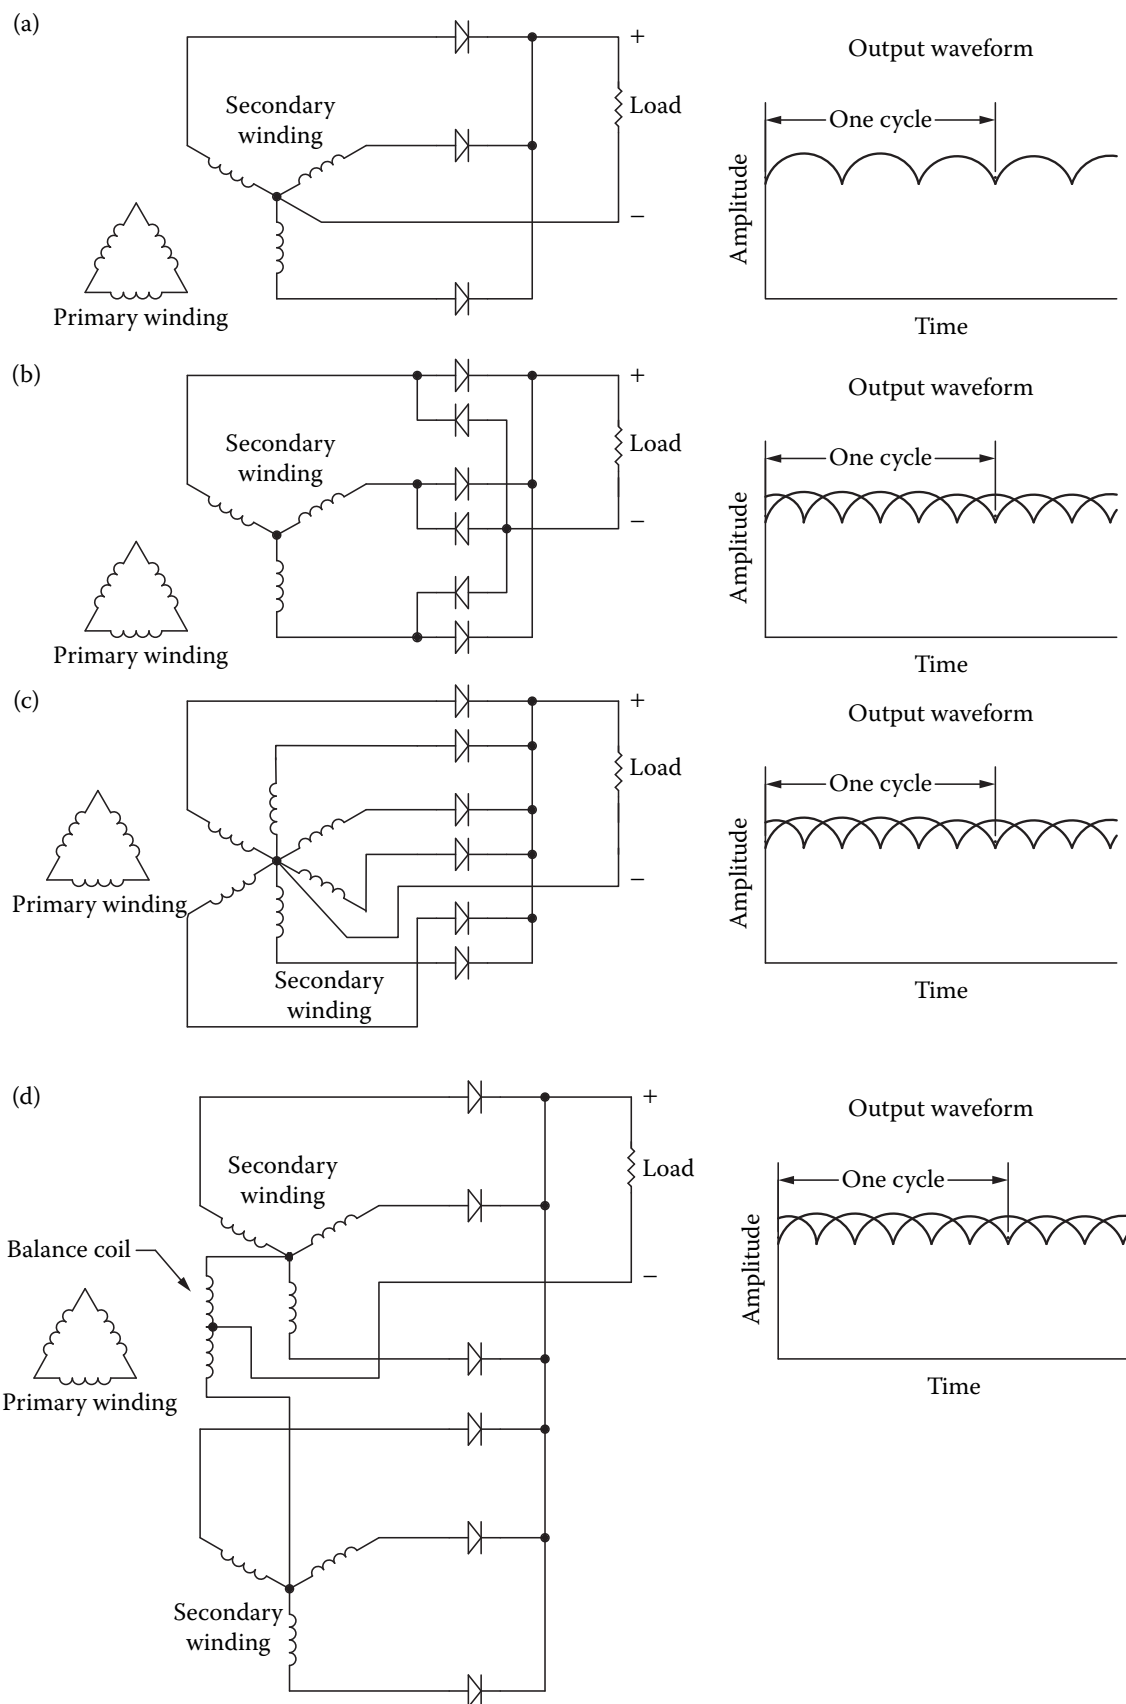 (a)
Secondary
winding
Primary winding
+
Load
−
Output waveform
One cycle
Amplitude
Time
(b)
Secondary
winding
Primary winding
+
Load
−
Output waveform
One cycle
Amplitude
Time
(c)
Primary winding
Secondary
winding
+
Load
−
Output waveform
One cycle
Amplitude
Time
(d)
Secondary
winding
Balance coil
Primary winding
Secondary
winding
+
Load
−
Output waveform
One cycle
Amplitude
Time